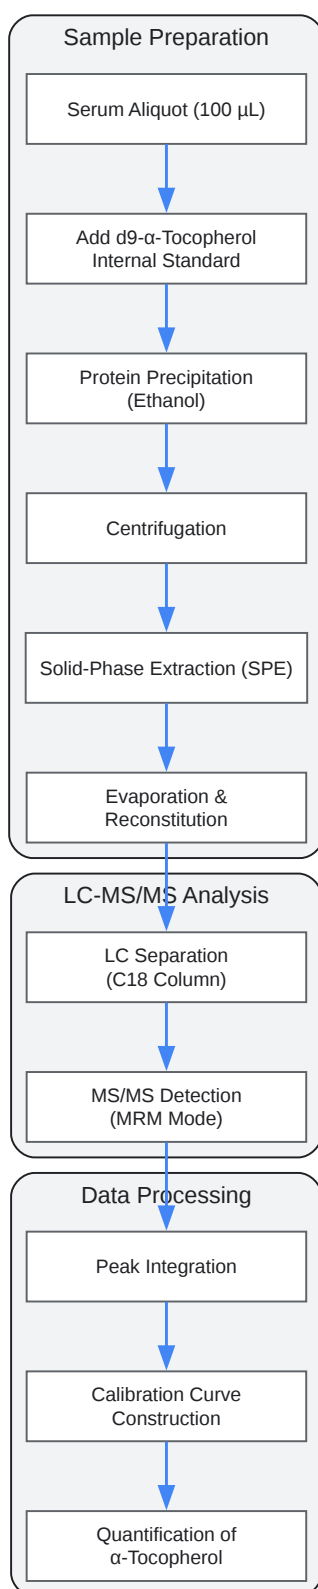 Sample Preparation
Serum Aliquot (100 µL)
Add d9-α-Tocopherol
Internal Standard
Protein Precipitation
(Ethanol)
Centrifugation
Solid-Phase Extraction (SPE)
Evaporation &
Reconstitution
LC-MS/MS Analysis
LC Separation
(C18 Column)
MS/MS Detection
(MRM Mode)
Data Processing
Peak Integration
Calibration Curve
Construction
Quantification of
α-Tocopherol